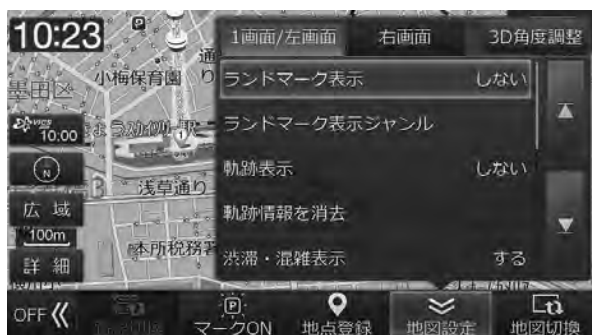 10:23
1画面/左画面 右画面 3D角度調整
小梅保育園
墨田区
VICS
10:00
N
広域
100m
詳細
浅草通り
本所税務署
ランドマーク表示 しない
ランドマーク表示ジャンル
軌跡表示 しない
軌跡情報を消去
渋滞・混雑表示 する
OFF
マークON
地点登録
地図設定
地図切換